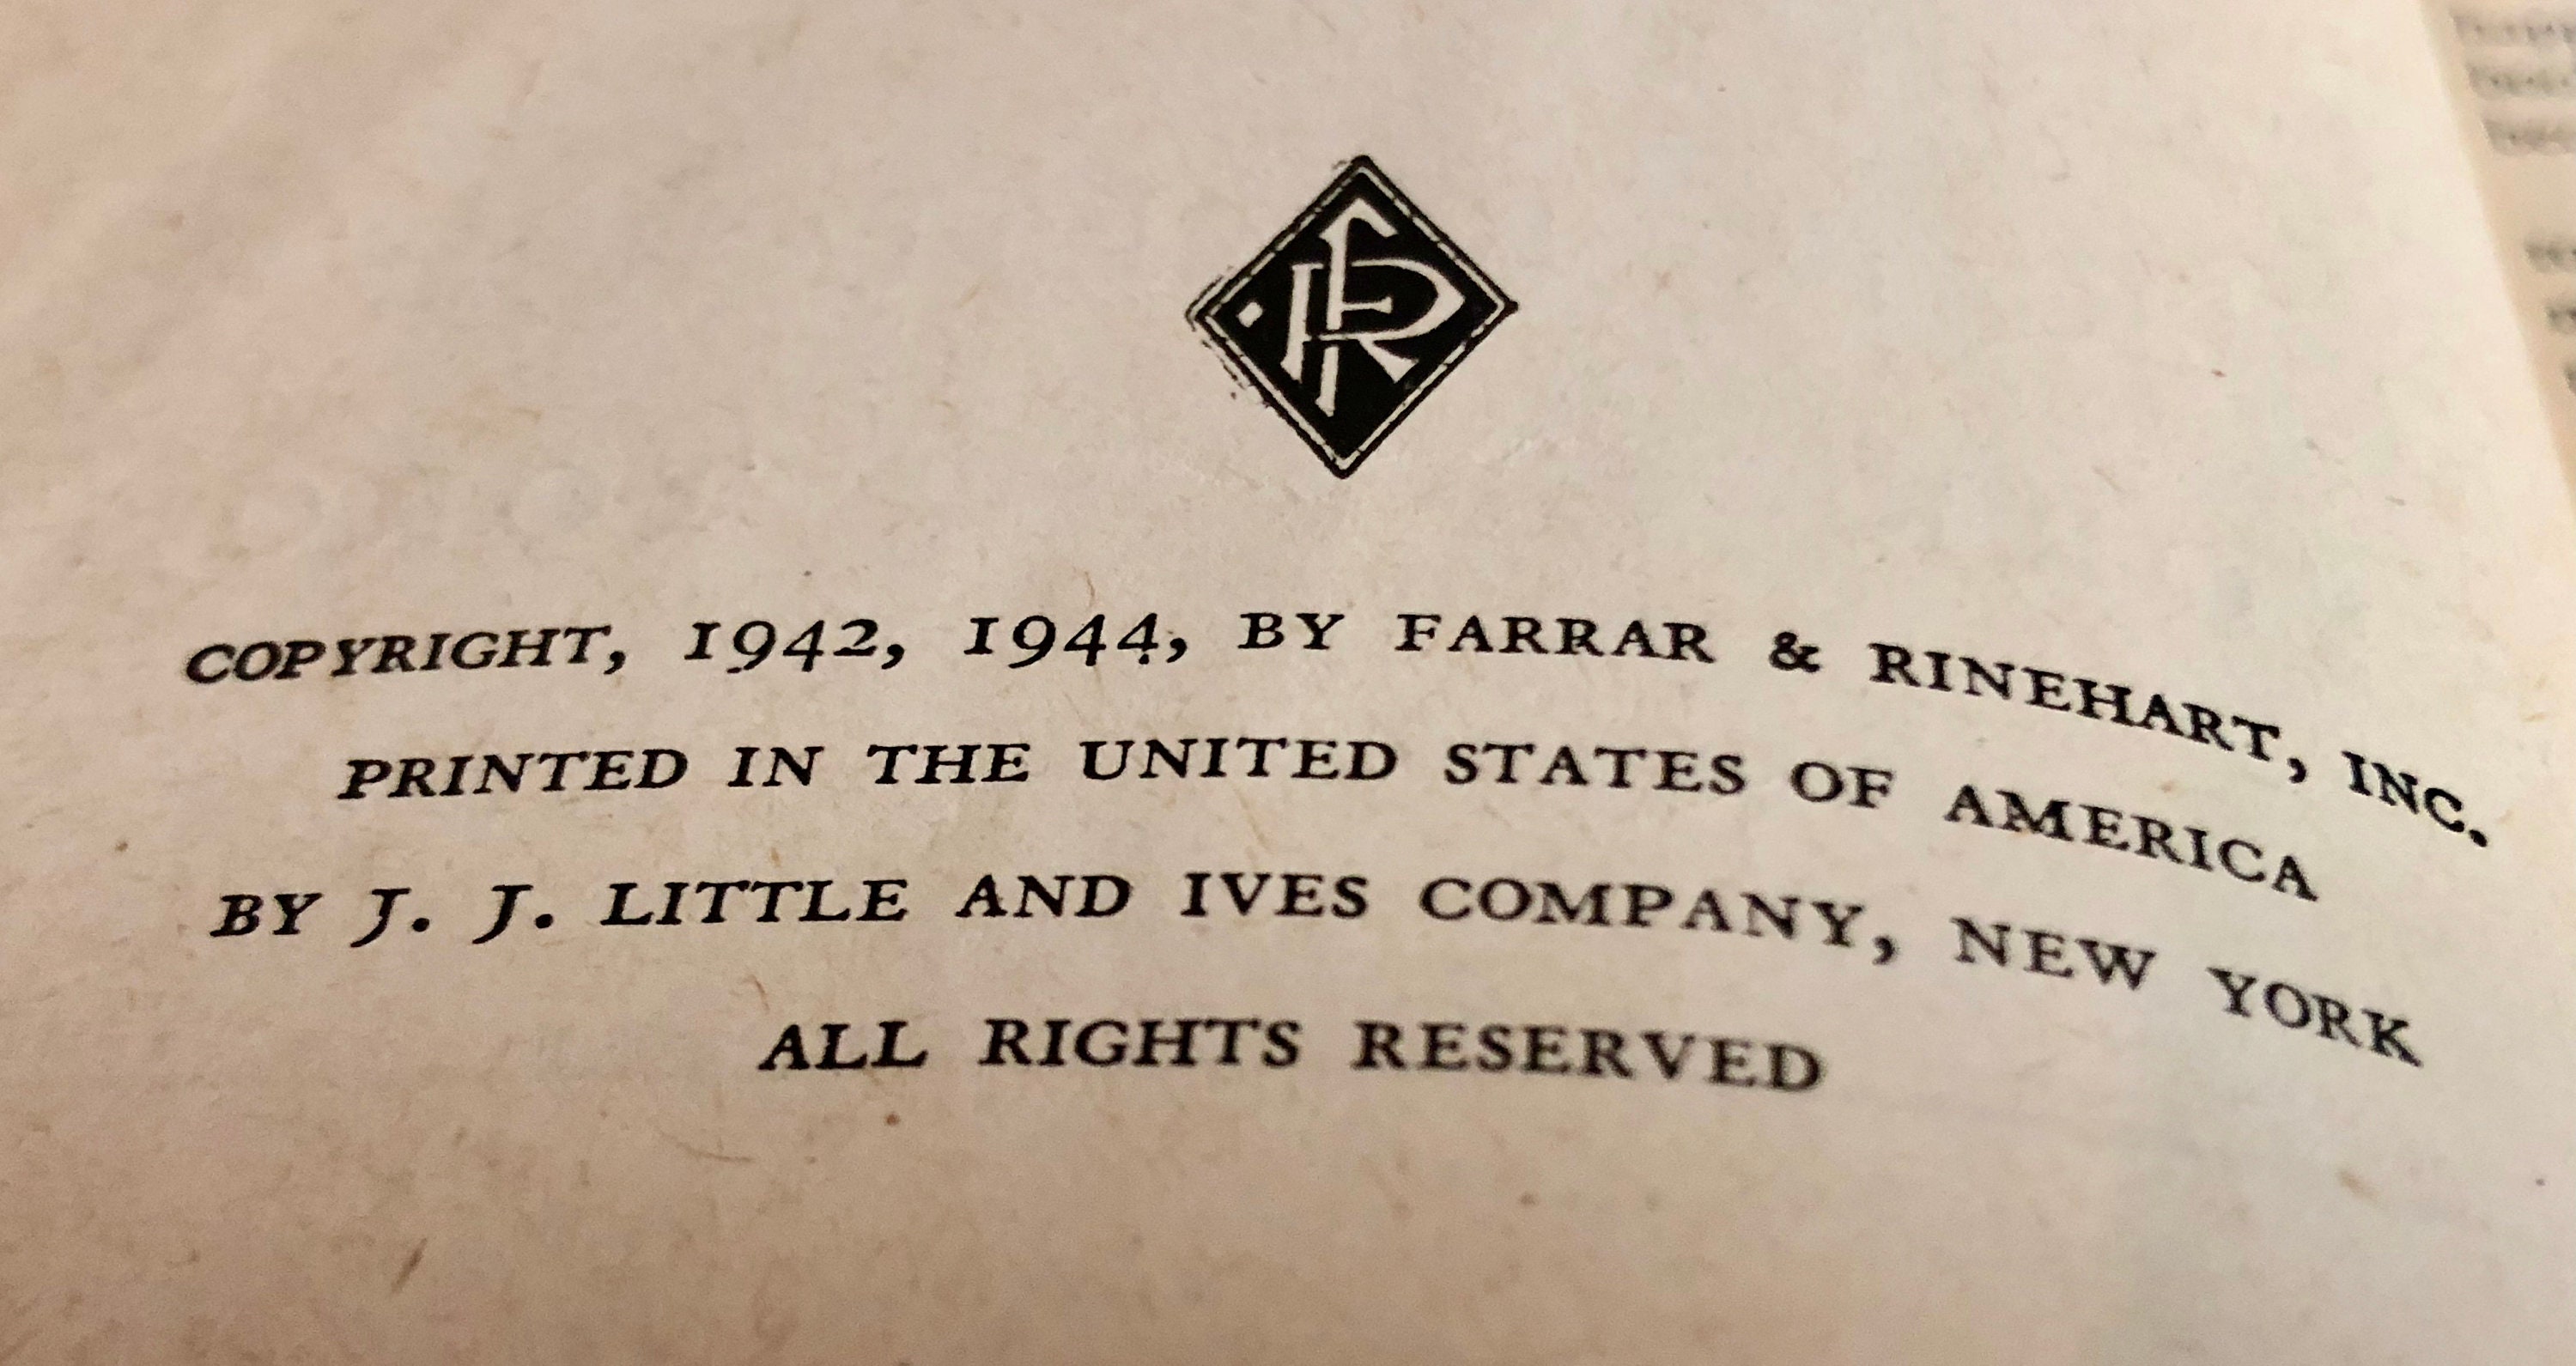 FR
COPYRIGHT, 1942, 1944, BY FARRAR & RINEHART, INC.
PRINTED IN THE UNITED STATES OF AMERICA
BY J. J. LITTLE AND IVES COMPANY, NEW YORK
ALL RIGHTS RESERVED